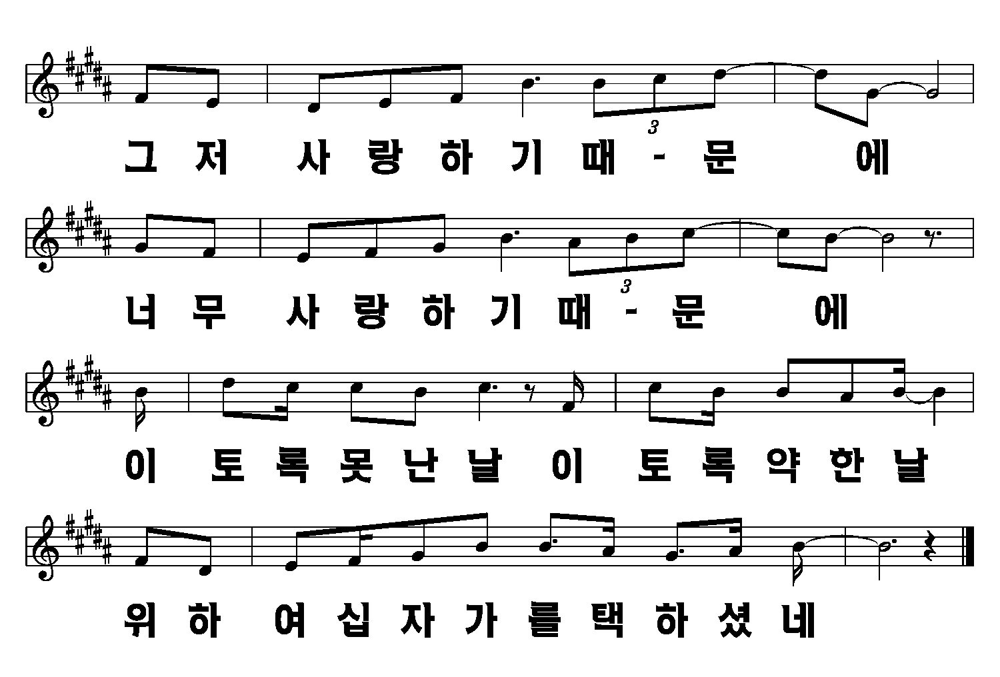 3
그 저 사 랑 하 기 때 - 문 에
3
너 무 사 랑 하 기 때 - 문 에
이 토 록 못 난 날 이 토 록 약 한 날
위 하 여 십 자 가 를 택 하 셨 네